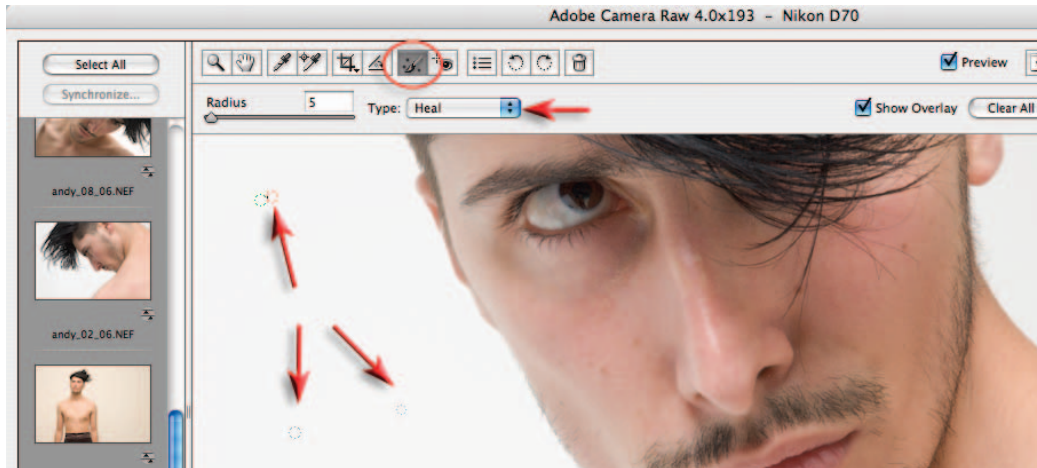 Adobe Camera Raw 4.0x193 – Nikon D70
Select All
Synchronize...
Preview
Radius 5 Type: Heal
Show Overlay Clear All
andy_08_06.NEF
andy_02_06.NEF